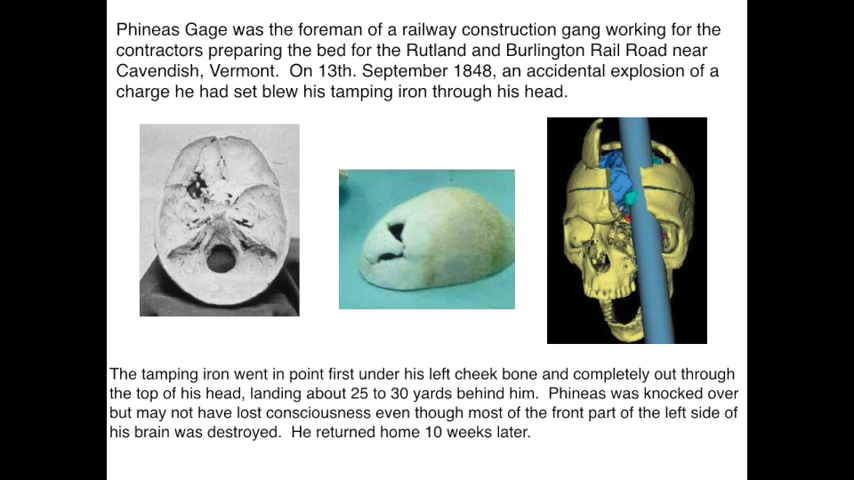 Phineas Gage was the foreman of a railway construction gang working for the
contractors preparing the bed for the Rutland and Burlington Rail Road near
Cavendish, Vermont.  On 13th. September 1848, an accidental explosion of a
charge he had set blew his tamping iron through his head.
The tamping iron went in point first under his left cheek bone and completely out through
the top of his head, landing about 25 to 30 yards behind him.  Phineas was knocked over
but may not have lost consciousness even though most of the front part of the left side of
his brain was destroyed.  He returned home 10 weeks later.